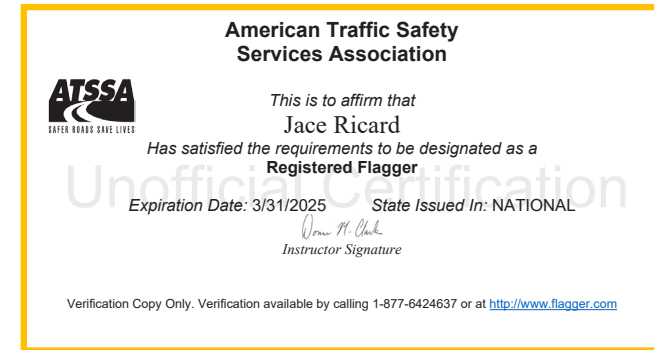 American Traffic Safety
Services Association
ATSSA
SAFER ROADS SAVE LIVES
This is to affirm that
Jace Ricard
Has satisfied the requirements to be designated as a
Registered Flagger
Unofficial Certification
Expiration Date: 3/31/2025 State Issued In: NATIONAL
Donna M. Clark
Instructor Signature
Verification Copy Only. Verification available by calling 1-877-6424637 or at http://www.flagger.com